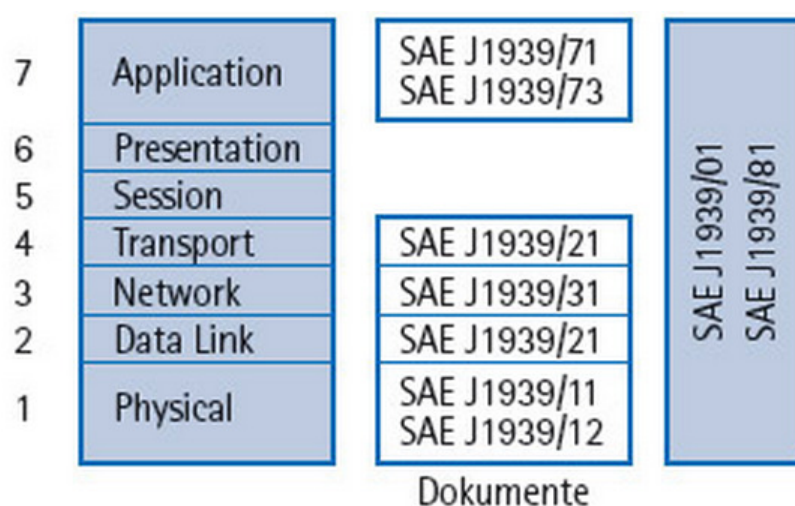 7
Application
SAE J1939/71
SAE J1939/73
6
Presentation
5
Session
4
Transport
SAE J1939/21
3
Network
SAE J1939/31
2
Data Link
SAE J1939/21
1
Physical
SAE J1939/11
SAE J1939/12
Dokumente
SAE J1939/01
SAE J1939/81